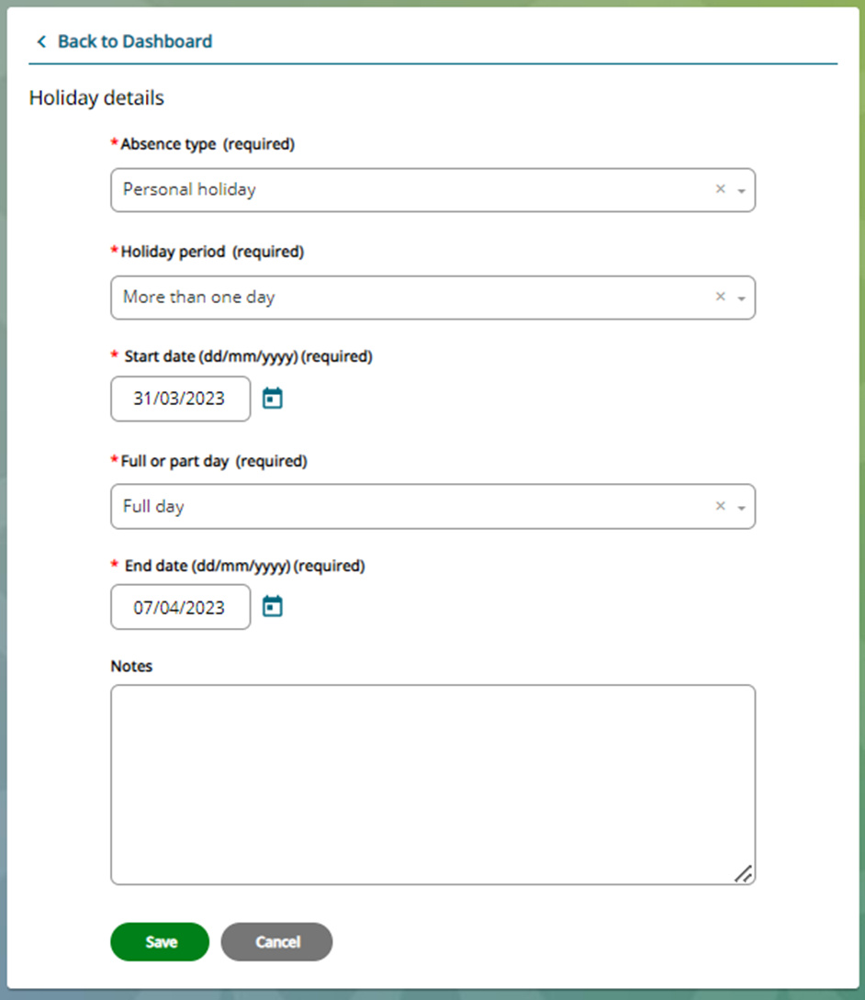 Back to Dashboard
Holiday details
*Absence type (required)
Personal holiday
*Holiday period (required)
More than one day
* Start date (dd/mm/yyyy) (required)
31/03/2023
*Full or part day (required)
Full day
* End date (dd/mm/yyyy) (required)
07/04/2023
Notes
Save Cancel